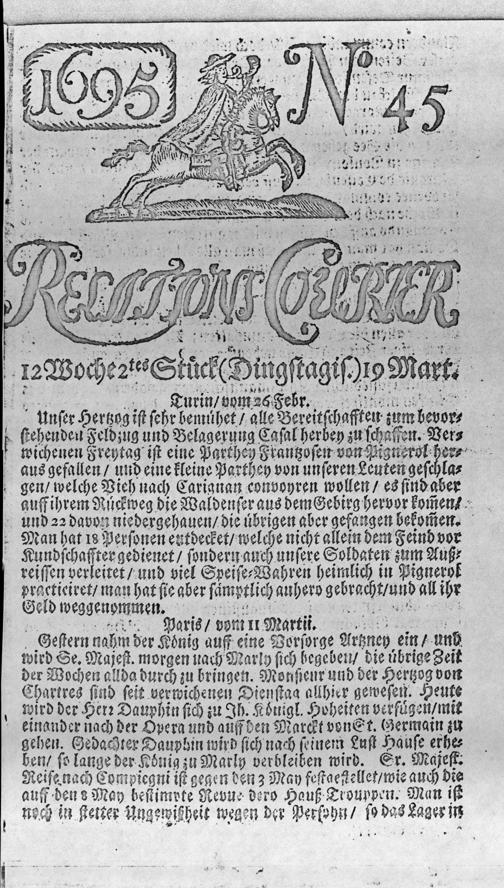 1695
Nº 45
RELATIONS COURIER
12 Woche 2tes Stück (Dingstagis.) 19 Mart.
Turin/ vom 26 Febr.
Unser Hertzog ist sehr bemühet/ alle Bereitschafften zum bevor-
stehenden Feldzug und Belagerung Casal herbey zu schaffen. Ver-
wichenen Freytag ist eine Parthey Frantzosen von Pignerol her-
aus gefallen/ und eine kleine Parthey von unseren Leuten geschla-
gen/ welche Vieh nach Carignan convoyren wollen/ es sind aber
auff ihrem Rückweg die Waldenser aus dem Gebirg hervor kom̃en/
und 22 davon niedergehauen/ die übrigen aber gefangen bekom̃en.
Man hat 18 Personen entdecket/ welche nicht allein dem Feind vor
Kundschaffter gedienet/ sondern auch unsere Soldaten zum Auß-
reissen verleitet/ und viel Speise-Wahren heimlich in Pignerol
practiciret/ man hat sie aber sämptlich anhero gebracht/ und all ihr
Geld weggenommen.
Paris/ vom 11 Martii.
Gestern nahm der König auff eine Vorsorge Artzney ein/ und
wird Se. Majest. morgen nach Marly sich begeben/ die übrige Zeit
der Wochen allda durch zu bringen. Monsieur und der Hertzog von
Chartres sind seit verwichenen Dienstag allhier gewesen. Heute
wird der Herr Dauphin sich zu Ih. Königl. Hoheiten verfügen/ mit
einander nach der Opera und auff den Marckt von St. Germain zu
gehen. Gedachter Dauphin wird sich nach seinem Lust Hause erhe-
ben/ so lange der König zu Marly verbleiben wird. Sr. Majest.
Reise nach Compiegni ist gegen den 3 May festgestellet/ wie auch die
auff den 8 May bestimpte Revue dero Hauß-Trouppen. Man ist
noch in stetter Ungewißheit wegen der Persohn/ so das Lager in